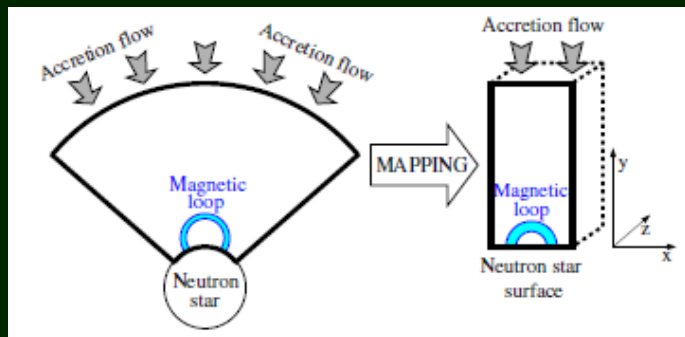 Accretion flow
Accretion flow
Magnetic
loop
Neutron
star
MAPPING
Accretion flow
Magnetic
loop
Neutron star
surface
y
z
x